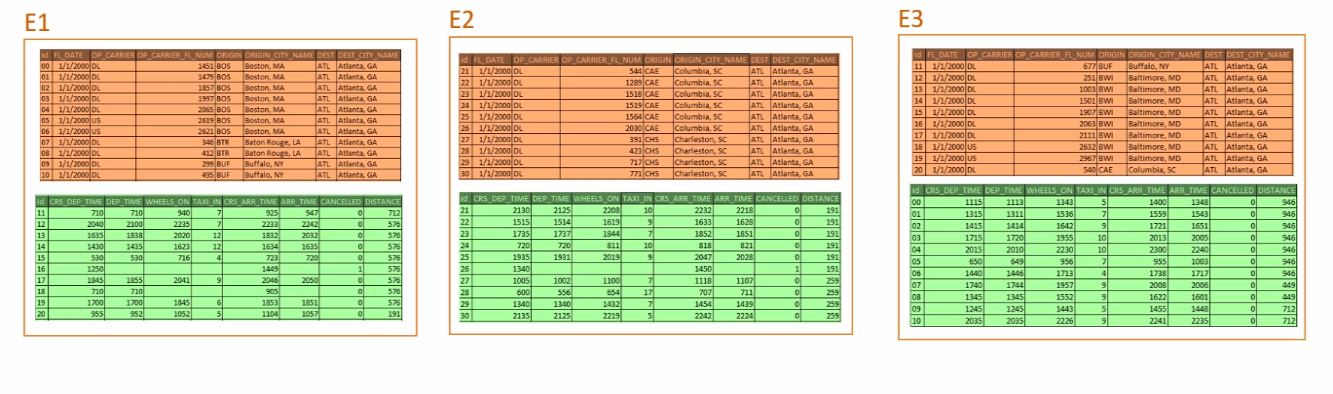 E1
Id FL_DATE OP_CARRIER OP_CARRIER_FL_NUM ORIGIN ORIGIN_CITY_NAME DEST DEST_CITY_NAME
00 1/1/2000 DL 1451 BOS Boston, MA ATL Atlanta, GA
01 1/1/2000 DL 1479 BOS Boston, MA ATL Atlanta, GA
02 1/1/2000 DL 1857 BOS Boston, MA ATL Atlanta, GA
03 1/1/2000 DL 1997 BOS Boston, MA ATL Atlanta, GA
04 1/1/2000 DL 2065 BOS Boston, MA ATL Atlanta, GA
05 1/1/2000 US 2619 BOS Boston, MA ATL Atlanta, GA
06 1/1/2000 US 2621 BOS Boston, MA ATL Atlanta, GA
07 1/1/2000 DL 346 BTR Baton Rouge, LA ATL Atlanta, GA
08 1/1/2000 DL 412 BTR Baton Rouge, LA ATL Atlanta, GA
09 1/1/2000 DL 299 BUF Buffalo, NY ATL Atlanta, GA
10 1/1/2000 DL 495 BUF Buffalo, NY ATL Atlanta, GA
Id CRS_DEP_TIME DEP_TIME WHEELS_ON TAXI_IN CRS_ARR_TIME ARR_TIME CANCELLED DISTANCE
11 710 710 940 7 925 947 0 712
12 2040 2100 2235 7 2233 2242 0 576
13 1635 1838 2020 12 1832 2032 0 576
14 1430 1435 1623 12 1634 1635 0 576
15 530 530 716 4 723 720 0 576
16 1250 1449 1 576
17 1845 1855 2041 9 2046 2050 0 576
18 710 710 905 0 576
19 1700 1700 1845 6 1853 1851 0 576
20 955 952 1052 5 1104 1057 0 191
E2
Id FL_DATE OP_CARRIER OP_CARRIER_FL_NUM ORIGIN ORIGIN_CITY_NAME DEST DEST_CITY_NAME
21 1/1/2000 DL 544 CAE Columbia, SC ATL Atlanta, GA
22 1/1/2000 DL 1289 CAE Columbia, SC ATL Atlanta, GA
23 1/1/2000 DL 1518 CAE Columbia, SC ATL Atlanta, GA
24 1/1/2000 DL 1519 CAE Columbia, SC ATL Atlanta, GA
25 1/1/2000 DL 1564 CAE Columbia, SC ATL Atlanta, GA
26 1/1/2000 DL 2030 CAE Columbia, SC ATL Atlanta, GA
27 1/1/2000 DL 391 CHS Charleston, SC ATL Atlanta, GA
28 1/1/2000 DL 423 CHS Charleston, SC ATL Atlanta, GA
29 1/1/2000 DL 717 CHS Charleston, SC ATL Atlanta, GA
30 1/1/2000 DL 771 CHS Charleston, SC ATL Atlanta, GA
Id CRS_DEP_TIME DEP_TIME WHEELS_ON TAXI_IN CRS_ARR_TIME ARR_TIME CANCELLED DISTANCE
21 2130 2125 2208 10 2232 2218 0 191
22 1515 1514 1619 9 1633 1628 0 191
23 1735 1737 1844 7 1852 1851 0 191
24 720 720 811 10 818 821 0 191
25 1935 1931 2019 9 2047 2028 0 191
26 1340 1450 1 191
27 1005 1002 1100 7 1118 1107 0 259
28 600 556 654 17 707 711 0 259
29 1340 1340 1432 7 1454 1439 0 259
30 2135 2125 2219 5 2242 2224 0 259
E3
Id FL_DATE OP_CARRIER OP_CARRIER_FL_NUM ORIGIN ORIGIN_CITY_NAME DEST DEST_CITY_NAME
11 1/1/2000 DL 677 BUF Buffalo, NY ATL Atlanta, GA
12 1/1/2000 DL 251 BWI Baltimore, MD ATL Atlanta, GA
13 1/1/2000 DL 1003 BWI Baltimore, MD ATL Atlanta, GA
14 1/1/2000 DL 1501 BWI Baltimore, MD ATL Atlanta, GA
15 1/1/2000 DL 1907 BWI Baltimore, MD ATL Atlanta, GA
16 1/1/2000 DL 2063 BWI Baltimore, MD ATL Atlanta, GA
17 1/1/2000 DL 2111 BWI Baltimore, MD ATL Atlanta, GA
18 1/1/2000 US 2632 BWI Baltimore, MD ATL Atlanta, GA
19 1/1/2000 US 2967 BWI Baltimore, MD ATL Atlanta, GA
20 1/1/2000 DL 540 CAE Columbia, SC ATL Atlanta, GA
Id CRS_DEP_TIME DEP_TIME WHEELS_ON TAXI_IN CRS_ARR_TIME ARR_TIME CANCELLED DISTANCE
00 1115 1113 1343 5 1400 1348 0 946
01 1315 1311 1536 7 1559 1543 0 946
02 1415 1414 1642 9 1721 1651 0 946
03 1715 1720 1955 10 2013 2005 0 946
04 2015 2010 2230 10 2300 2240 0 946
05 650 649 956 7 955 1003 0 946
06 1440 1446 1713 4 1738 1717 0 946
07 1740 1744 1957 9 2008 2006 0 449
08 1345 1345 1552 9 1622 1601 0 449
09 1245 1245 1443 5 1455 1448 0 712
10 2035 2035 2226 9 2241 2235 0 712